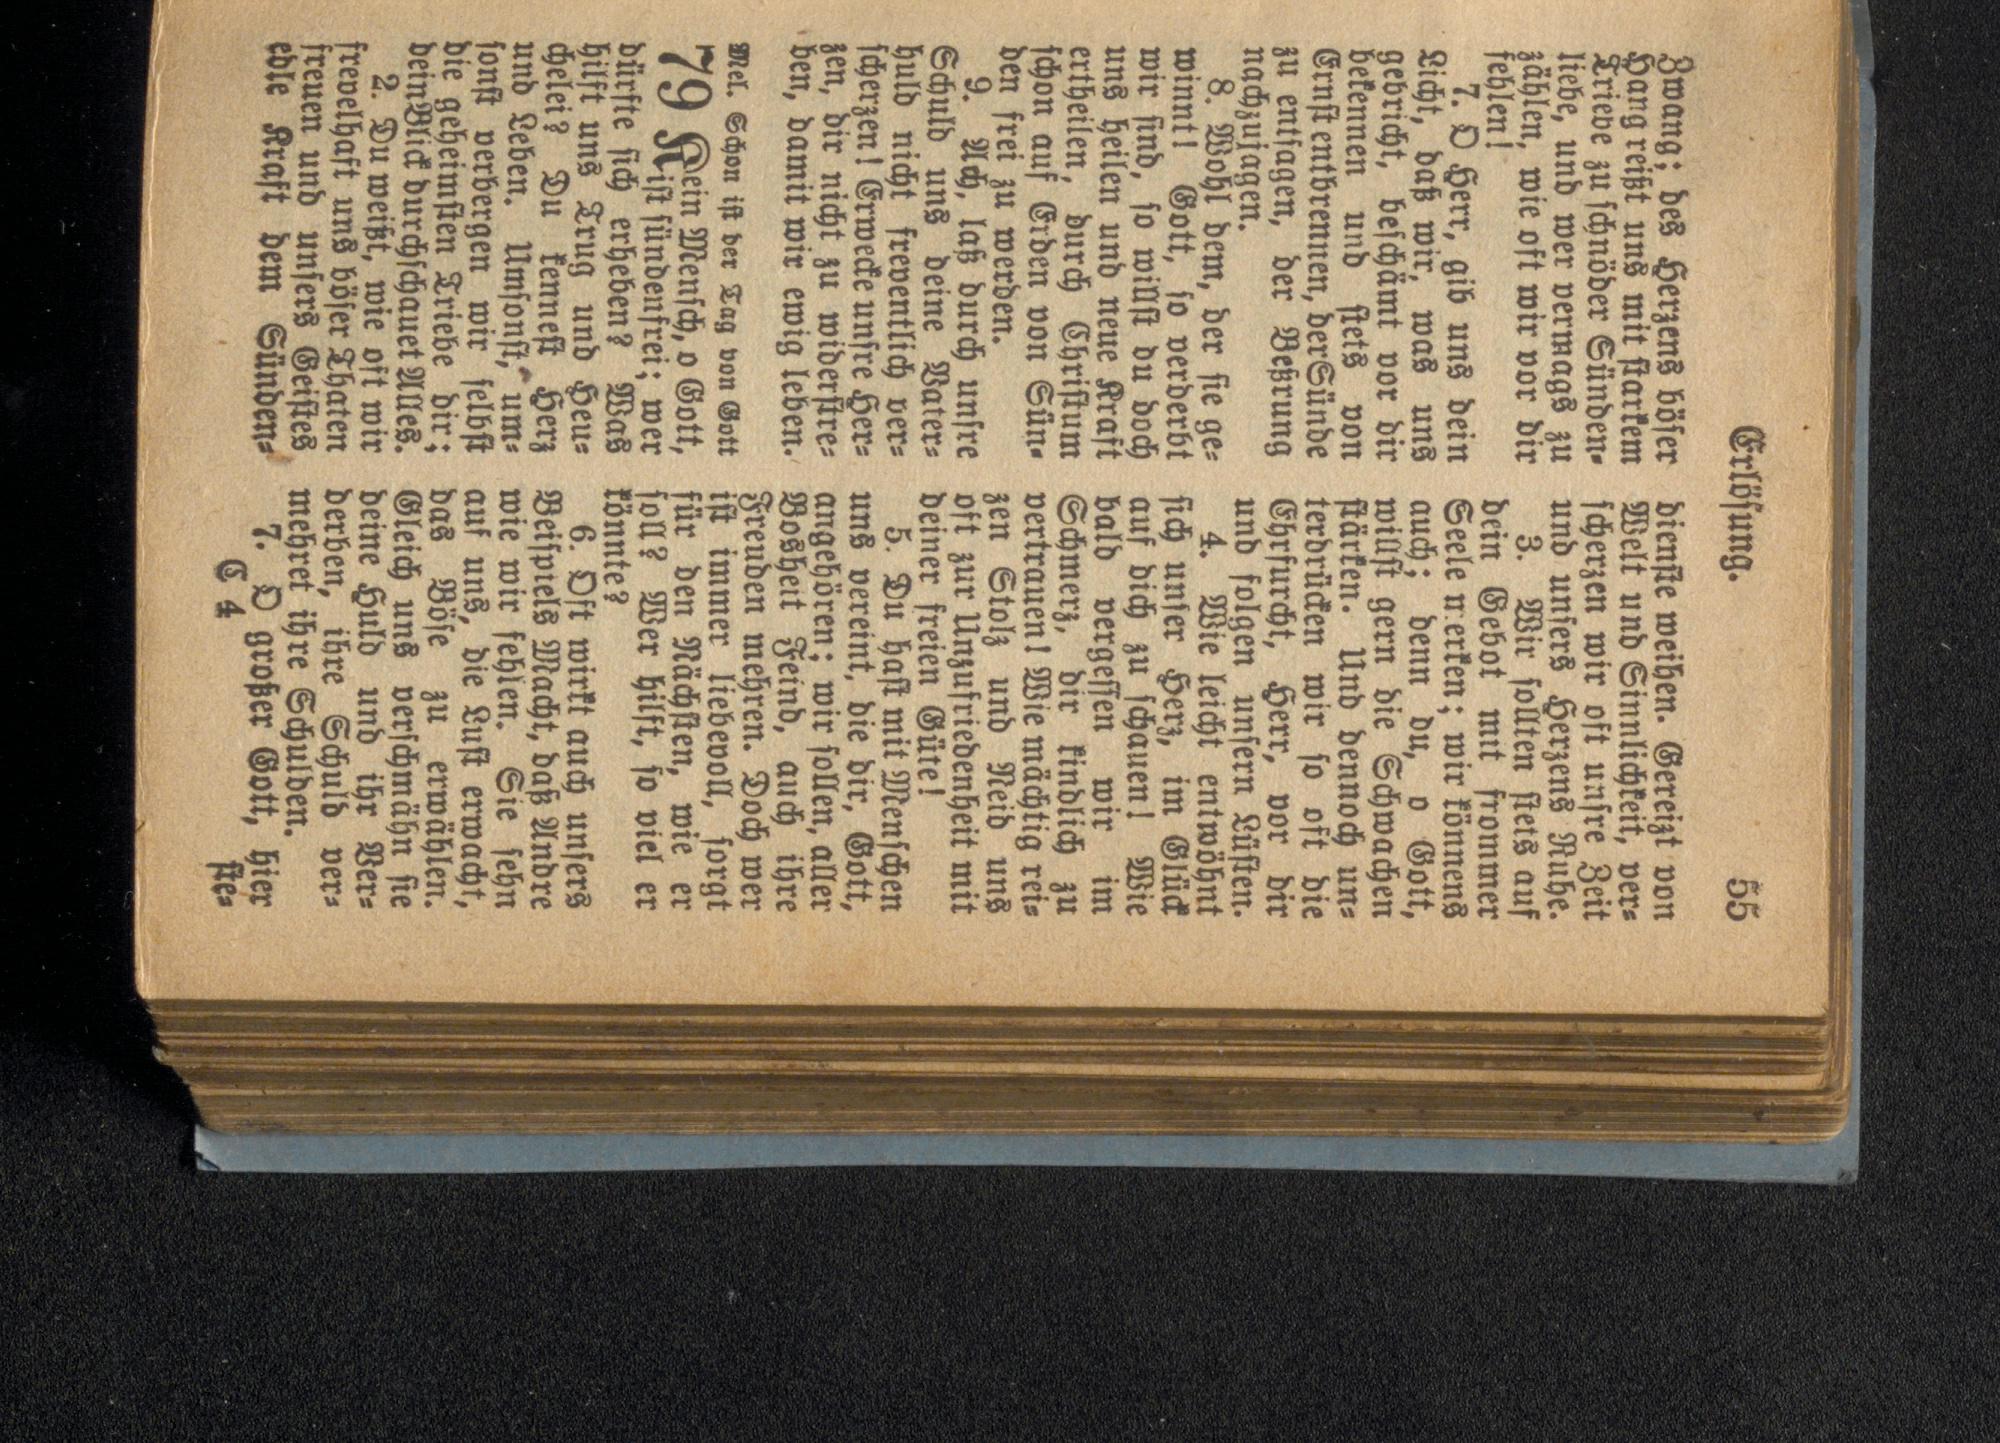 Erlösung. 55
Zwang; des Herzens böser
Hang reißt uns mit starkem
Triebe zu schnöder Sünden-
liebe, und wer vermags zu
zählen, wie oft wir vor dir
fehlen!
7. O Herr, gib uns dein
Licht, daß wir, was uns
gebricht, beschämt vor dir
bekennen und stets von
Ernst entbrennen, der Sünde
zu entsagen, der Beßrung
nachzujagen.
8. Wohl dem, der sie ge-
winnt! Gott, so verderbt
wir sind, so willst du doch
uns heilen und neue Kraft
ertheilen, durch Christum
schon auf Erden von Sün-
den frei zu werden.
9. Ach, laß durch unsre
Schuld uns deine Vater-
huld nicht freventlich ver-
scherzen! Erwecke unsre Her-
zen, dir nicht zu widerstre-
ben, damit wir ewig leben.
Mel. Schon ist der Tag von Gott
79 Kein Mensch, o Gott,
ist sündenfrei; wer
dürfte sich erheben? Was
hilft uns Trug und Heu-
chelei? Du kennest Herz
und Leben. Umsonst, um-
sonst verbergen wir selbst
die geheimsten Triebe dir;
dein Blick durchschauet Alles.
2. Du weißt, wie oft wir
frevelhaft uns böser Thaten
freuen und unsers Geistes
edle Kraft dem Sünden-
dienste weihen. Gereizt von
Welt und Sinnlichkeit, ver-
scherzen wir oft unsre Zeit
und unsers Herzens Ruhe.
3. Wir sollten stets auf
dein Gebot mit frommer
Seele merken; wir könnens
auch; denn du, o Gott,
willst gern die Schwachen
stärken. Und dennoch un-
terdrücken wir so oft die
Ehrfurcht, Herr, vor dir
und folgen unsern Lüsten.
4. Wie leicht entwöhnt
sich unser Herz, im Glück
auf dich zu schauen! Wie
bald vergessen wir im
Schmerz, dir kindlich zu
vertrauen! Wie mächtig rei-
zen Stolz und Neid uns
oft zur Unzufriedenheit mit
deiner freien Güte!
5. Du hast mit Menschen
uns vereint, die dir, Gott,
angehören; wir sollen, aller
Bosheit Feind, auch ihre
Freuden mehren. Doch wer
ist immer liebevoll, sorgt
für den Nächsten, wie er
soll? Wer hilft, so viel er
könnte?
6. Oft wirkt auch unsers
Beispiels Macht, daß Andre
wie wir fehlen. Sie sehn
auf uns, die Lust erwacht,
das Böse zu erwählen.
Gleich uns verschmähn sie
deine Huld und ihr Ver-
derben, ihre Schuld ver-
mehret ihre Schulden.
7. O großer Gott, hier
C 4 ste-